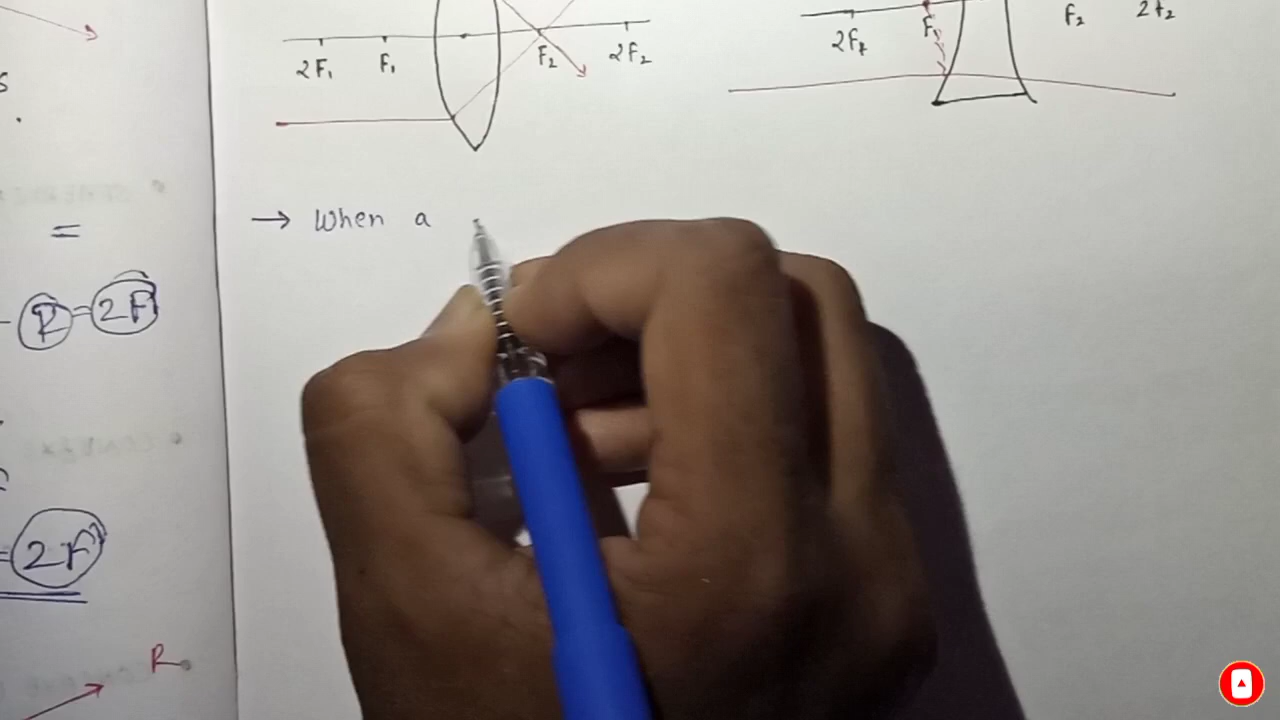 2F₁ F₁ F₂ 2F₂
2F₁ F₁ F₂ 2F₂
→ When a
=
R = 2F
= 2F
R